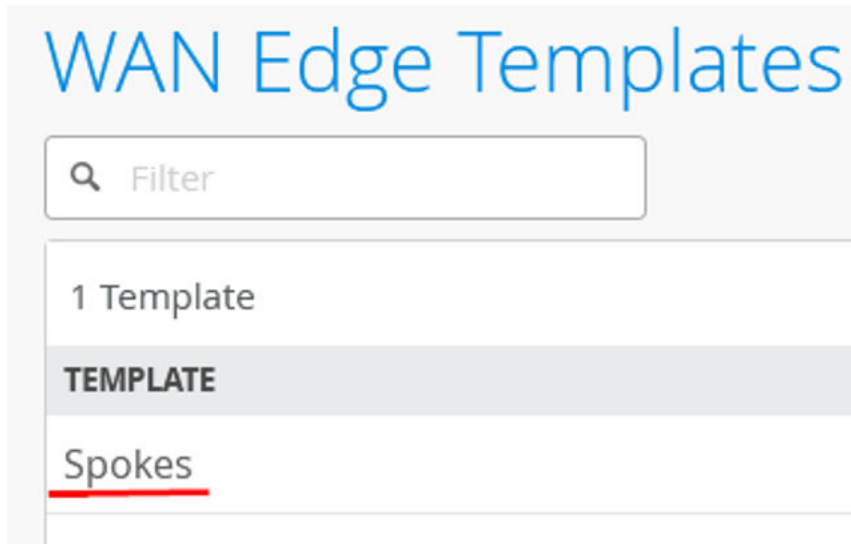 WAN Edge Templates
Filter
1 Template
TEMPLATE
Spokes